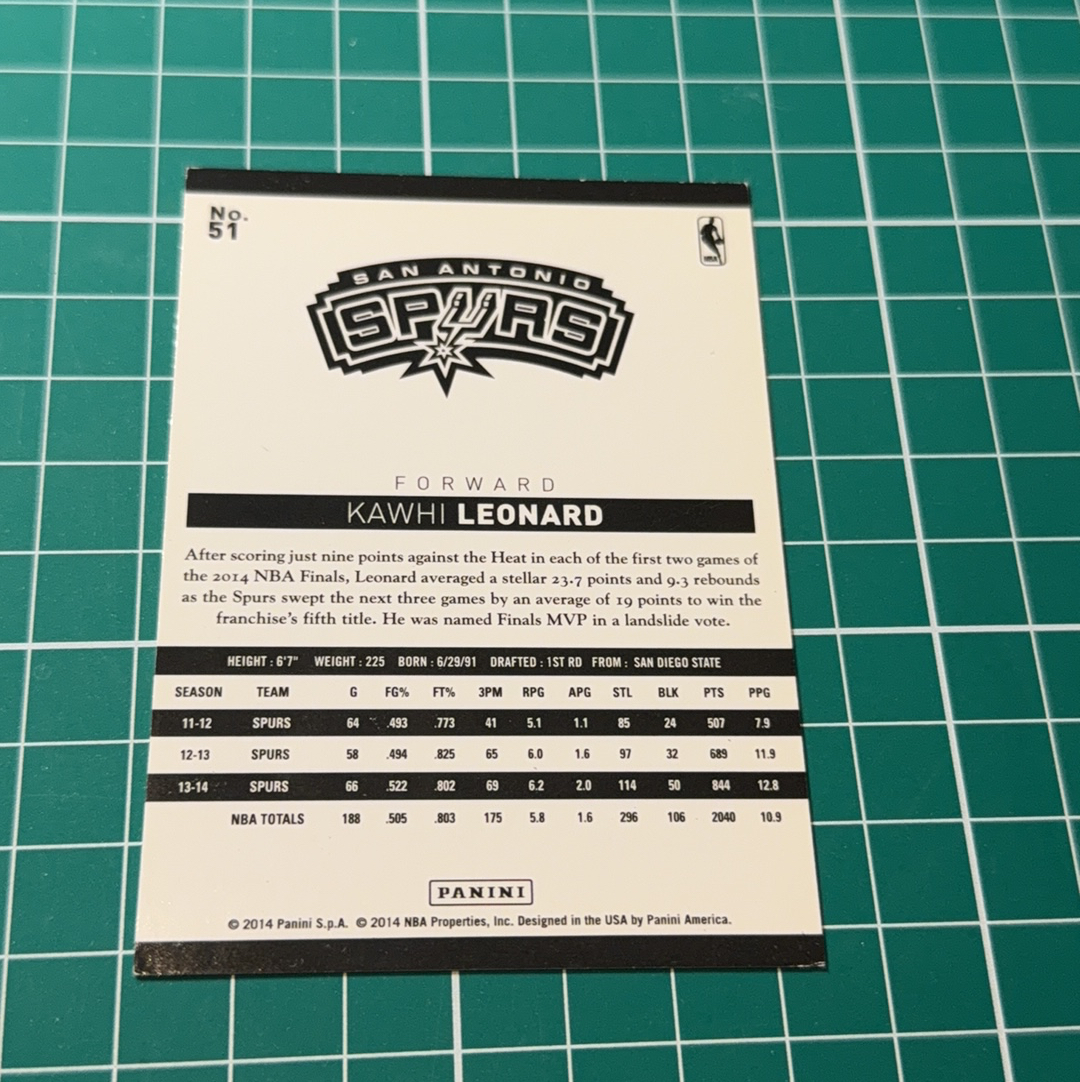 No.
51
NBA
SAN ANTONIO
SPURS
FORWARD
KAWHI LEONARD
After scoring just nine points against the Heat in each of the first two games of
the 2014 NBA Finals, Leonard averaged a stellar 23.7 points and 9.3 rebounds
as the Spurs swept the next three games by an average of 19 points to win the
franchise's fifth title. He was named Finals MVP in a landslide vote.
HEIGHT : 6'7" WEIGHT : 225 BORN : 6/29/91 DRAFTED : 1ST RD FROM : SAN DIEGO STATE
SEASON TEAM G FG% FT% 3PM RPG APG STL BLK PTS PPG
11-12 SPURS 64 .493 .773 41 5.1 1.1 85 24 507 7.9
12-13 SPURS 58 .494 .825 65 6.0 1.6 97 32 689 11.9
13-14 SPURS 66 .522 .802 69 6.2 2.0 114 50 844 12.8
NBA TOTALS 188 .505 .803 175 5.8 1.6 296 106 2040 10.9
PANINI
© 2014 Panini S.p.A. © 2014 NBA Properties, Inc. Designed in the USA by Panini America.